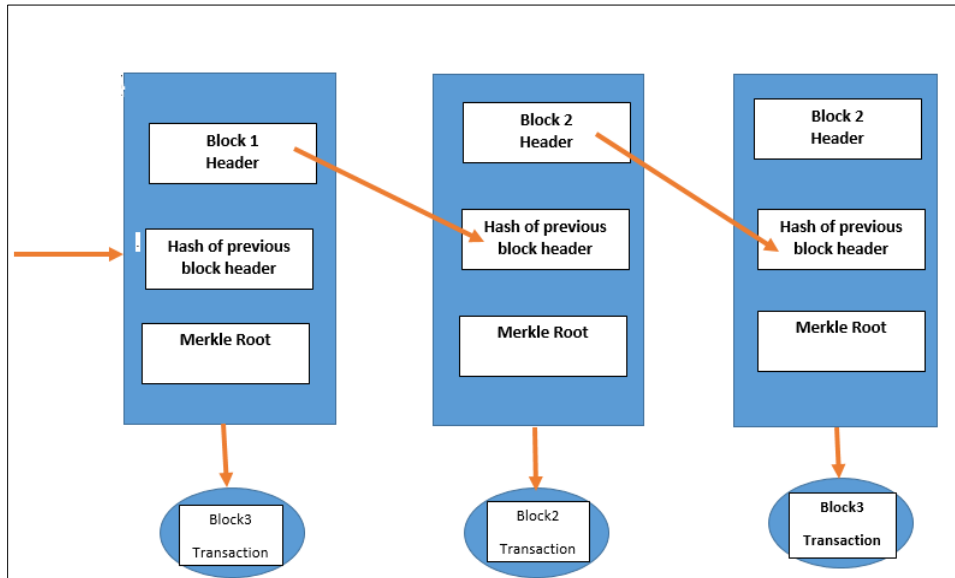 Block 1
Header
Hash of previous
block header
Merkle Root
Block3
Transaction
Block 2
Header
Hash of previous
block header
Merkle Root
Block2
Transaction
Block 2
Header
Hash of previous
block header
Merkle Root
Block3
Transaction